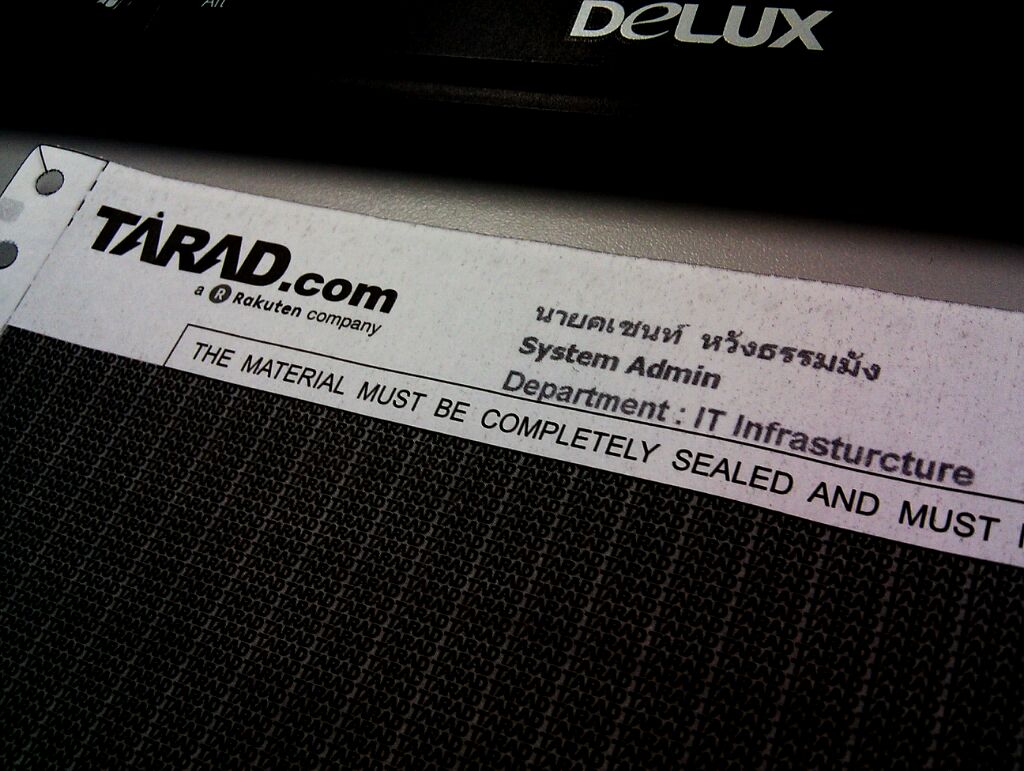 DeLUX
TARAD.com
a R Rakuten company
นายคเชนท์ หวังธรรมมั่ง
System Admin
Department : IT Infrasturcture
THE MATERIAL MUST BE COMPLETELY SEALED AND MUST